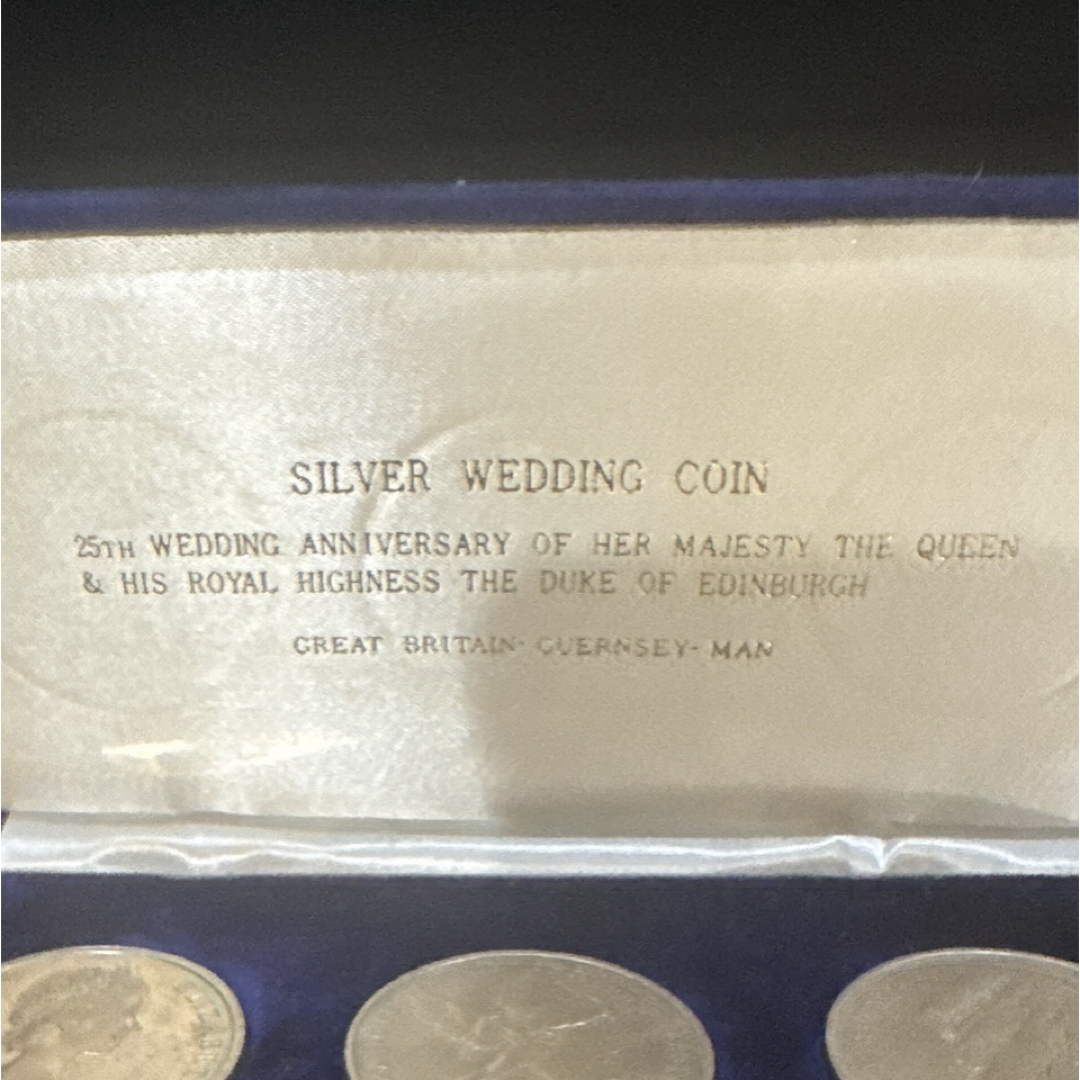 SILVER WEDDING COIN
25TH WEDDING ANNIVERSARY OF HER MAJESTY THE QUEEN
& HIS ROYAL HIGHNESS THE DUKE OF EDINBURGH
GREAT BRITAIN- GUERNSEY- MAN